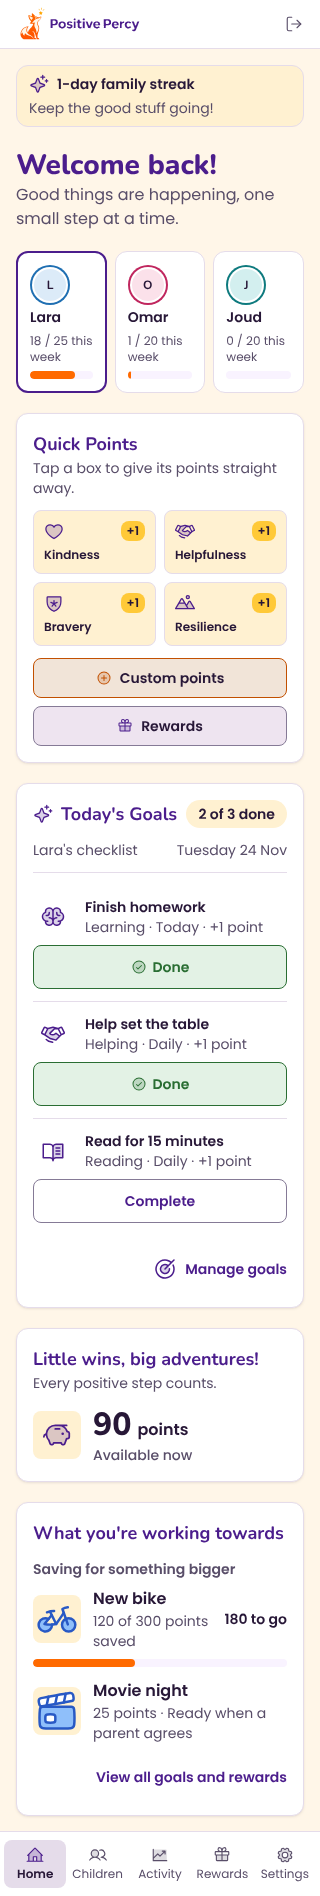 Positive Percy
1-day family streak
Keep the good stuff going!
Welcome back!
Good things are happening, one
small step at a time.
L
Lara
18 / 25 this
week
O
Omar
1 / 20 this
week
J
Joud
0 / 20 this
week
Quick Points
Tap a box to give its points straight
away.
+1
Kindness
+1
Helpfulness
+1
Bravery
+1
Resilience
Custom points
Rewards
Today's Goals
2 of 3 done
Lara's checklist
Tuesday 24 Nov
Finish homework
Learning · Today · +1 point
Done
Help set the table
Helping · Daily · +1 point
Done
Read for 15 minutes
Reading · Daily · +1 point
Complete
Manage goals
Little wins, big adventures!
Every positive step counts.
90 points
Available now
What you're working towards
Saving for something bigger
New bike
120 of 300 points
saved
180 to go
Movie night
25 points · Ready when a
parent agrees
View all goals and rewards
Home
Children
Activity
Rewards
Settings